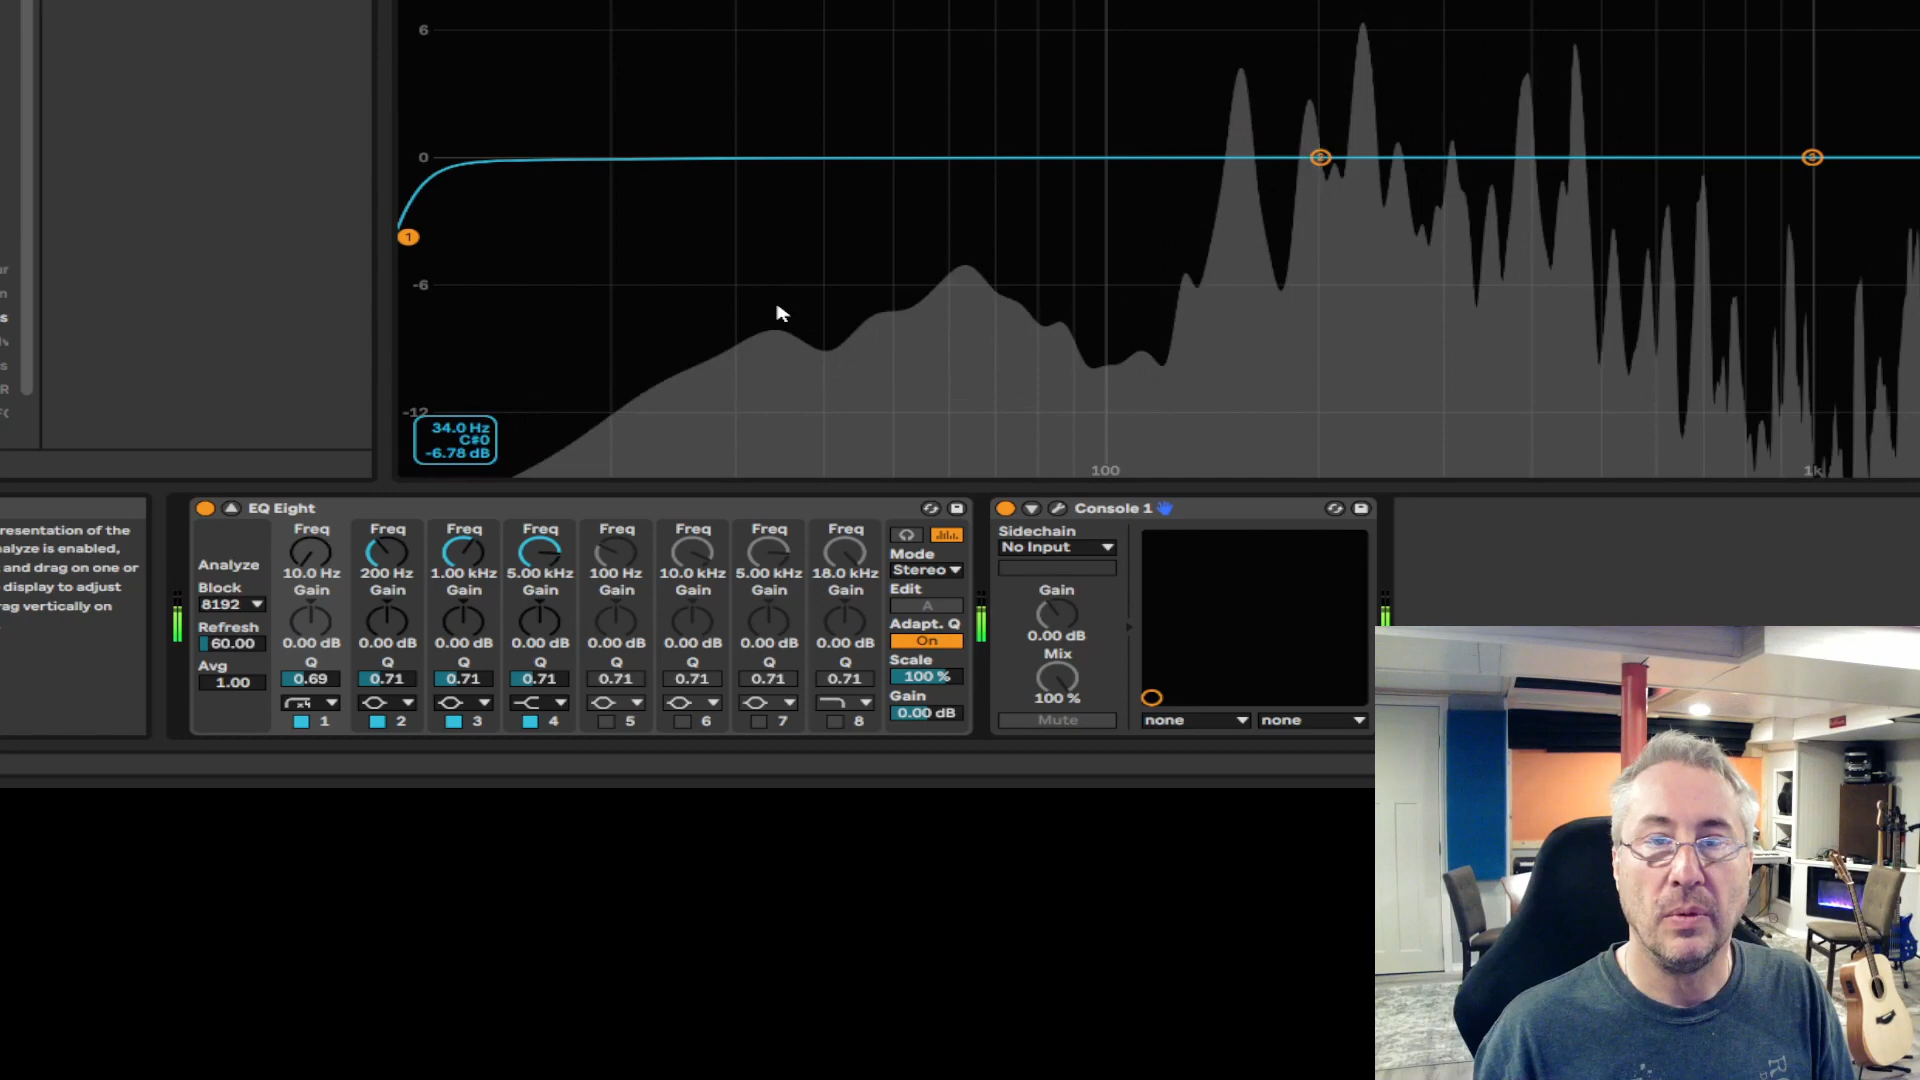 6
0
-6
-12
34.0 Hz
C#0
-6.78 dB
100
1k
1
2
3
resentation of the
alyze is enabled,
and drag on one or
display to adjust
rag vertically on
EQ Eight
Analyze
Block
8192
Refresh
60.00
Avg
1.00
Freq Freq Freq Freq Freq Freq Freq Freq
10.0 Hz 200 Hz 1.00 kHz 5.00 kHz 100 Hz 10.0 kHz 5.00 kHz 18.0 kHz
Gain Gain Gain Gain Gain Gain Gain Gain
0.00 dB 0.00 dB 0.00 dB 0.00 dB 0.00 dB 0.00 dB 0.00 dB 0.00 dB
Q Q Q Q Q Q Q Q
0.69 0.71 0.71 0.71 0.71 0.71 0.71 0.71
x4
1 2 3 4 5 6 7 8
Mode
Stereo
Edit
A
Adapt. Q
On
Scale
100 %
Gain
0.00 dB
Console 1
Sidechain
No Input
Gain
0.00 dB
Mix
100 %
Mute
none none